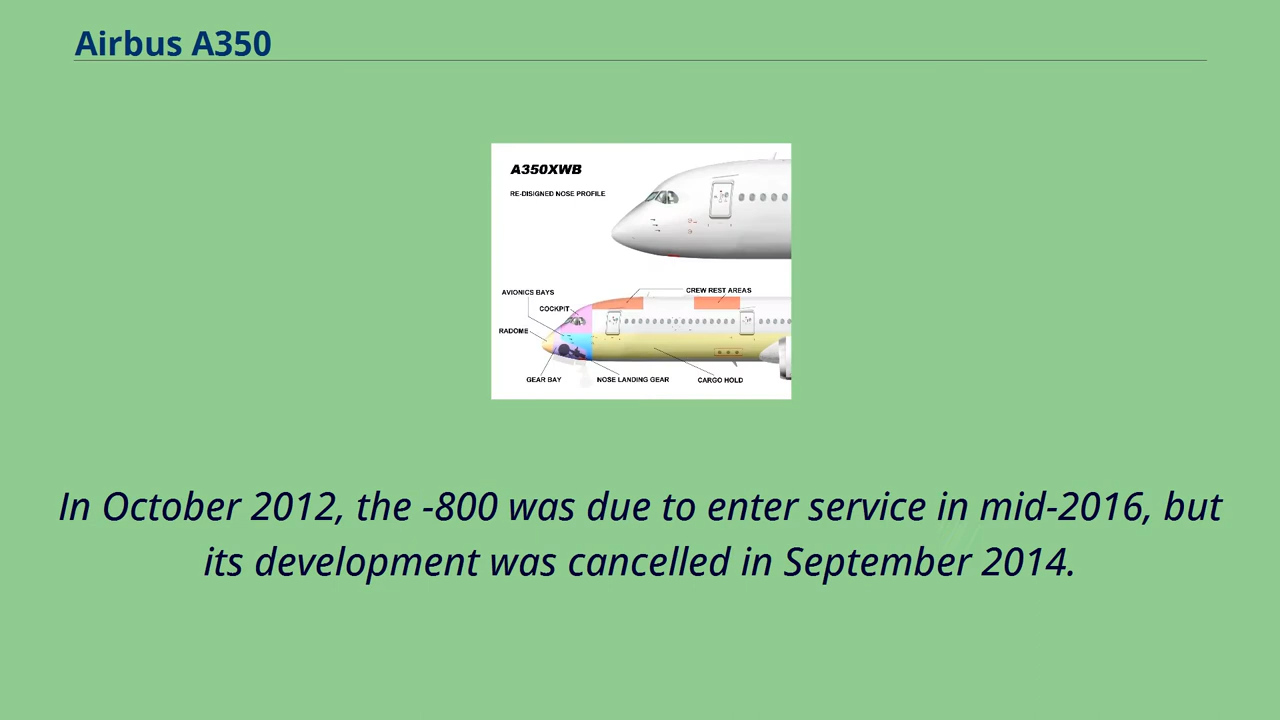 Airbus A350
A350XWB
RE-DISIGNED NOSE PROFILE
AVIONICS BAYS
CREW REST AREAS
COCKPIT
RADOME
GEAR BAY
NOSE LANDING GEAR
CARGO HOLD
In October 2012, the -800 was due to enter service in mid-2016, but
its development was cancelled in September 2014.